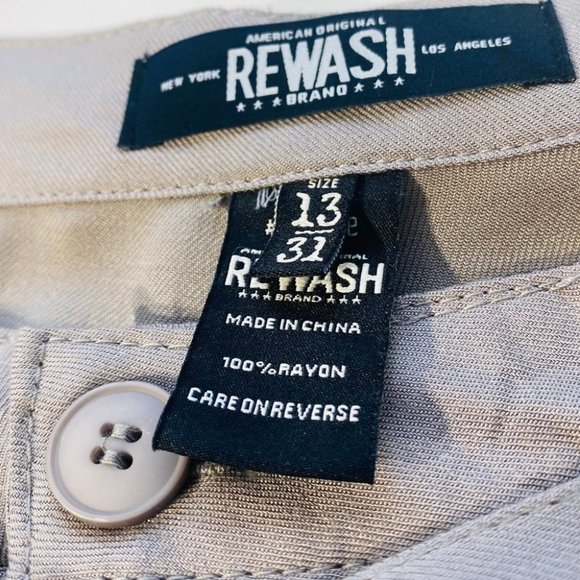 AMERICAN ORIGINAL
NEW YORK REWASH LOS ANGELES
★★★ BRAND ★★★
SIZE
13
31
REWASH
★★★ BRAND ★★★
MADE IN CHINA
100% RAYON
CARE ON REVERSE